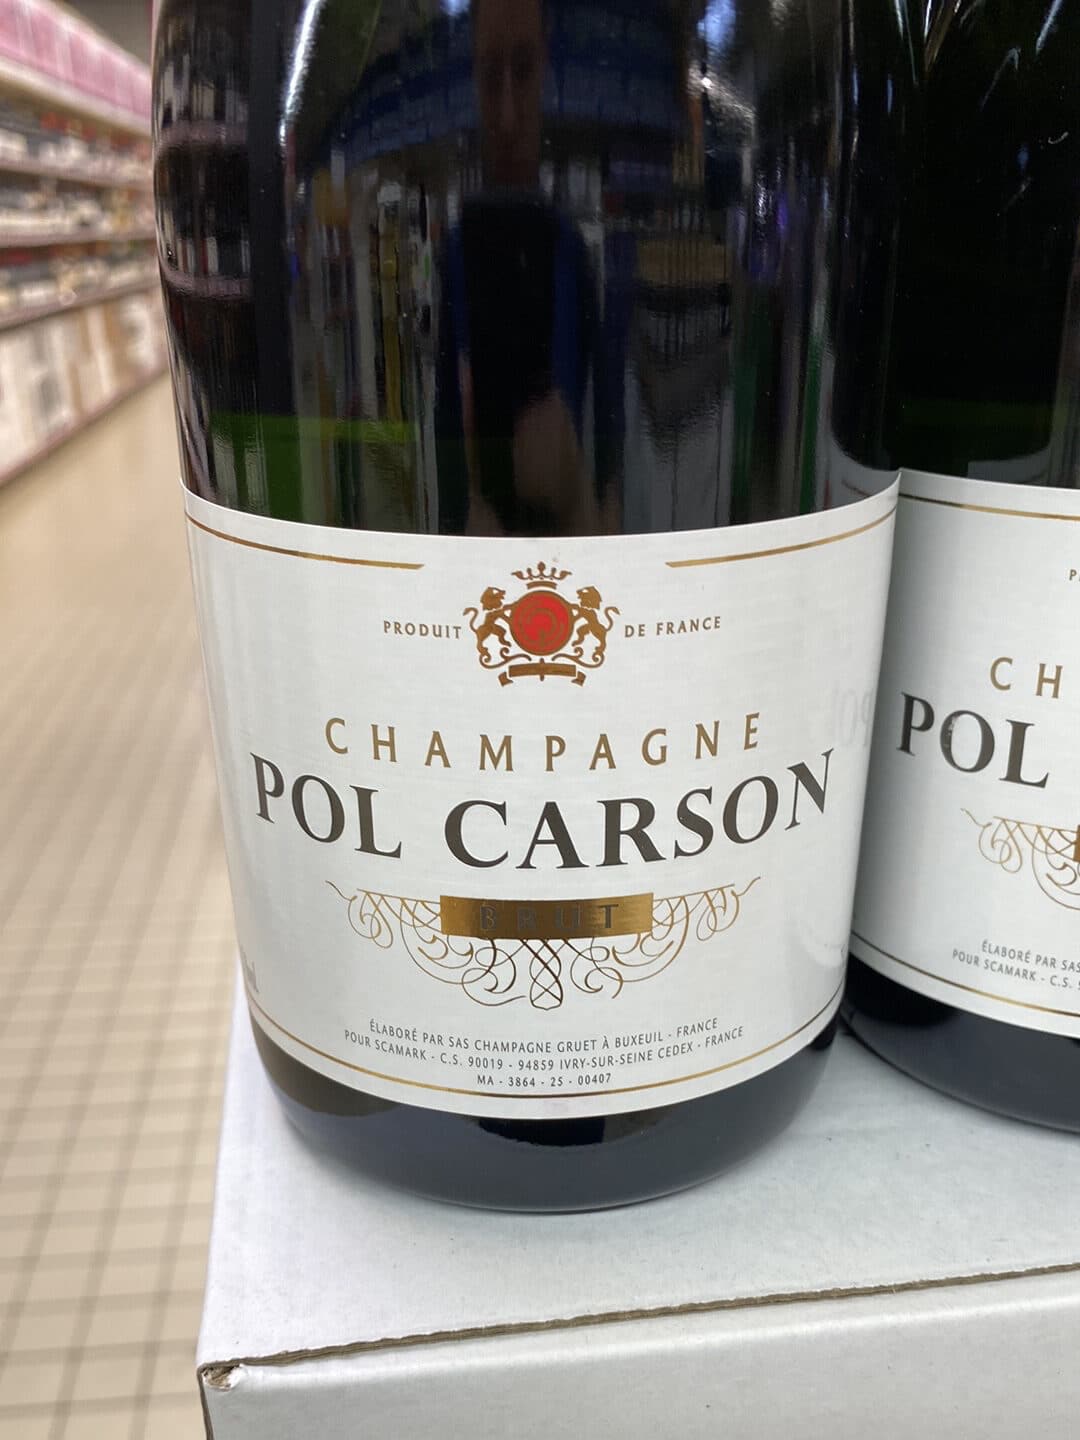 PRODUIT DE FRANCE
CHAMPAGNE
POL CARSON
BRUT
ÉLABORÉ PAR SAS CHAMPAGNE GRUET À BUXEUIL - FRANCE
POUR SCAMARK - C.S. 90019 - 94859 IVRY-SUR-SEINE CEDEX - FRANCE
MA - 3864 - 25 - 00407
CH
POL
ÉLABORÉ PAR SAS
POUR SCAMARK - C.S.